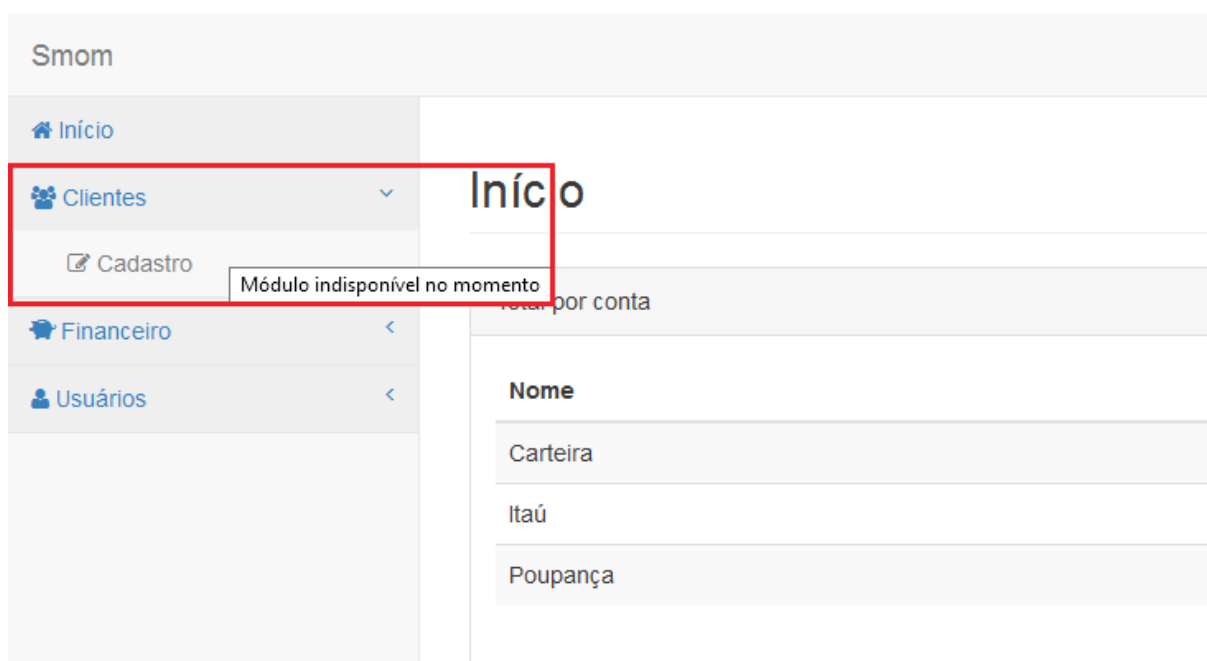 Smom
Início
Clientes
Cadastro
Módulo indisponível no momento
Financeiro
Usuários
Início
por conta
Nome
Carteira
Itaú
Poupança